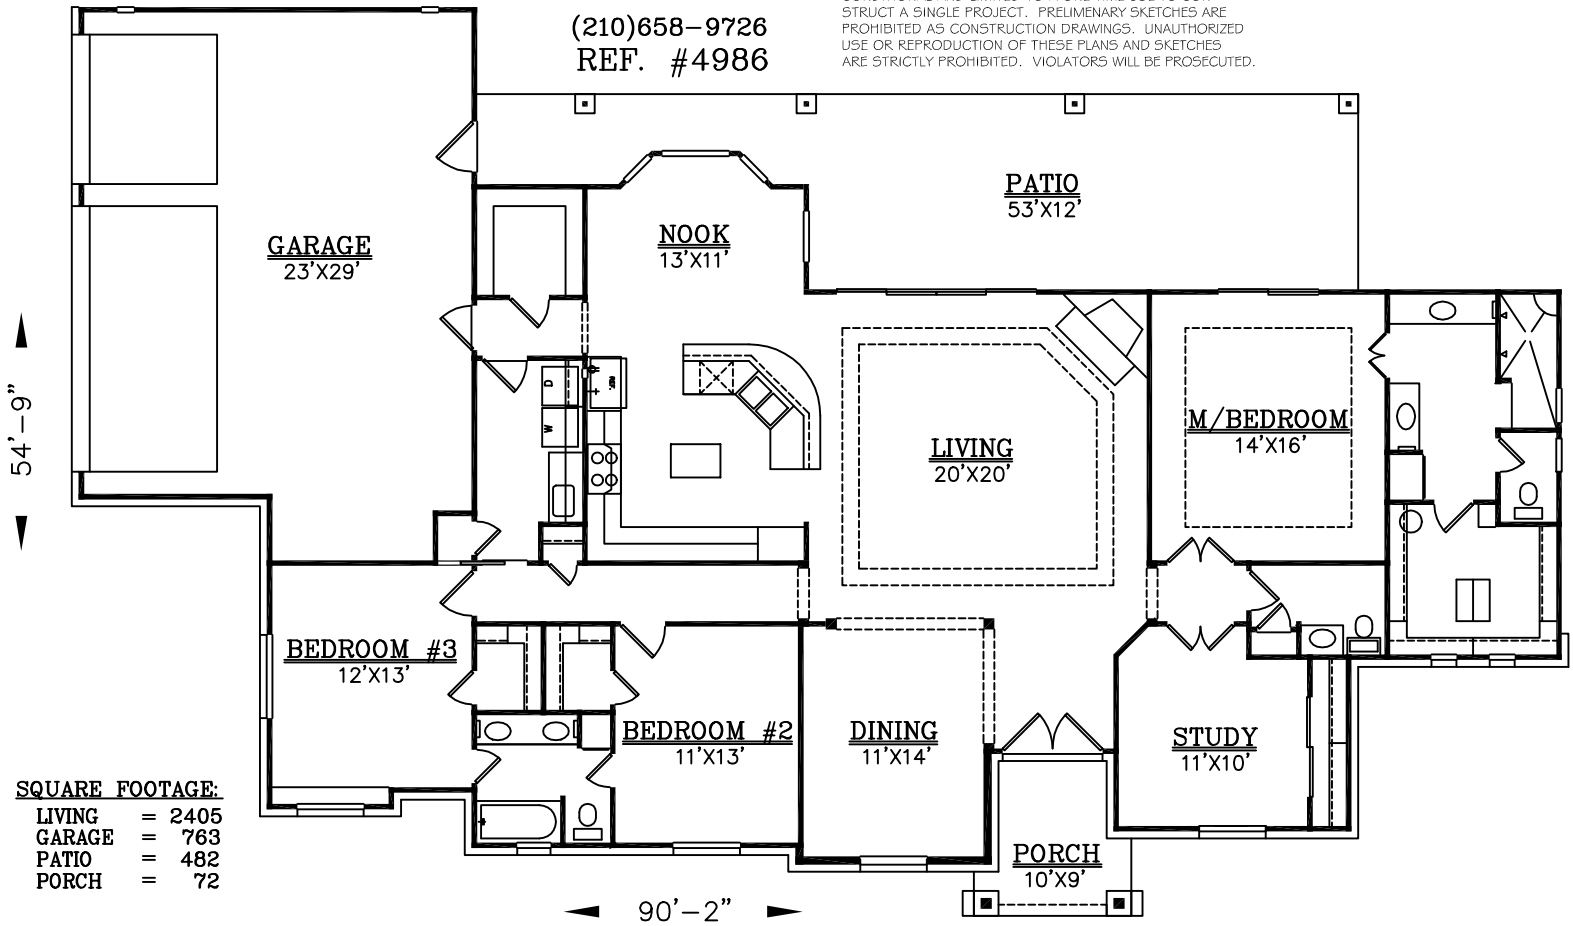 (210)658-9726
REF. #4986
STRUCT A SINGLE PROJECT. PRELIMENARY SKETCHES ARE
PROHIBITED AS CONSTRUCTION DRAWINGS. UNAUTHORIZED
USE OR REPRODUCTION OF THESE PLANS AND SKETCHES
ARE STRICTLY PROHIBITED. VIOLATORS WILL BE PROSECUTED.
PATIO
53'X12'
NOOK
13'X11'
GARAGE
23'X29'
D
W
REF.
M/BEDROOM
14'X16'
LIVING
20'X20'
54'-9"
BEDROOM #3
12'X13'
BEDROOM #2
11'X13'
DINING
11'X14'
STUDY
11'X10'
SQUARE FOOTAGE:
LIVING = 2405
GARAGE = 763
PATIO = 482
PORCH = 72
PORCH
10'X9'
90'-2"